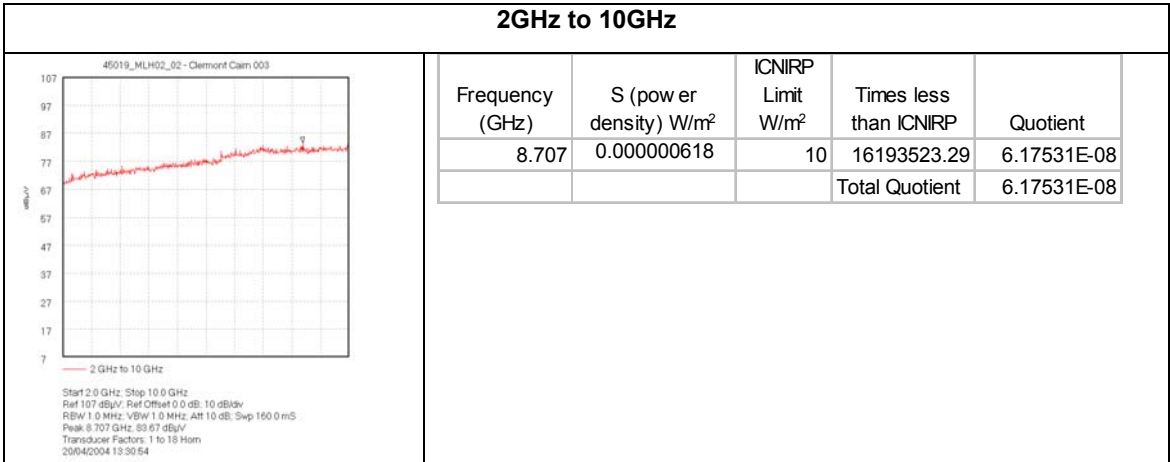 2GHz to 10GHz
45019_MLH02_02 - Clermont Cairn 003
107
97
87
77
67
57
47
37
27
17
7
dBµV
2 GHz to 10 GHz
Start 2.0 GHz; Stop 10.0 GHz
Ref 107 dBµV; Ref Offset 0.0 dB; 10 dB/div
RBW 1.0 MHz; VBW 1.0 MHz; Att 10 dB; Swp 160.0 mS
Peak 8.707 GHz, 83.67 dBµV
Transducer Factors: 1 to 18 Horn
20/04/2004 13:30:54
Frequency (GHz) S (pow er density) W/m² ICNIRP Limit W/m² Times less than ICNIRP Quotient
8.707 0.000000618 10 16193523.29 6.17531E-08
Total Quotient 6.17531E-08